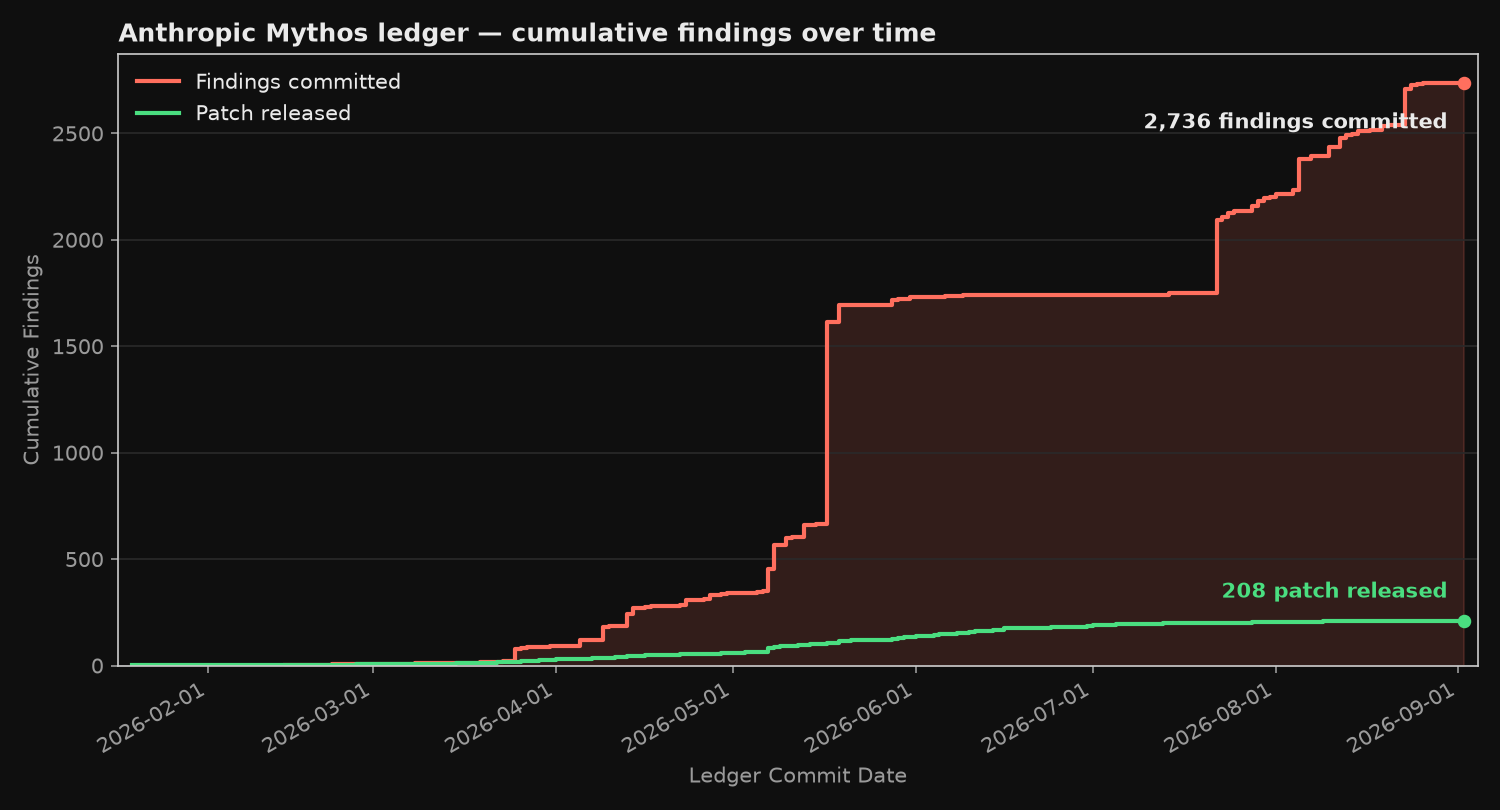 Anthropic Mythos ledger — cumulative findings over time
Findings committed
Patch released
2,736 findings committed
208 patch released
Cumulative Findings
2500
2000
1500
1000
500
0
2026-02-01
2026-03-01
2026-04-01
2026-05-01
2026-06-01
2026-07-01
2026-08-01
2026-09-01
Ledger Commit Date